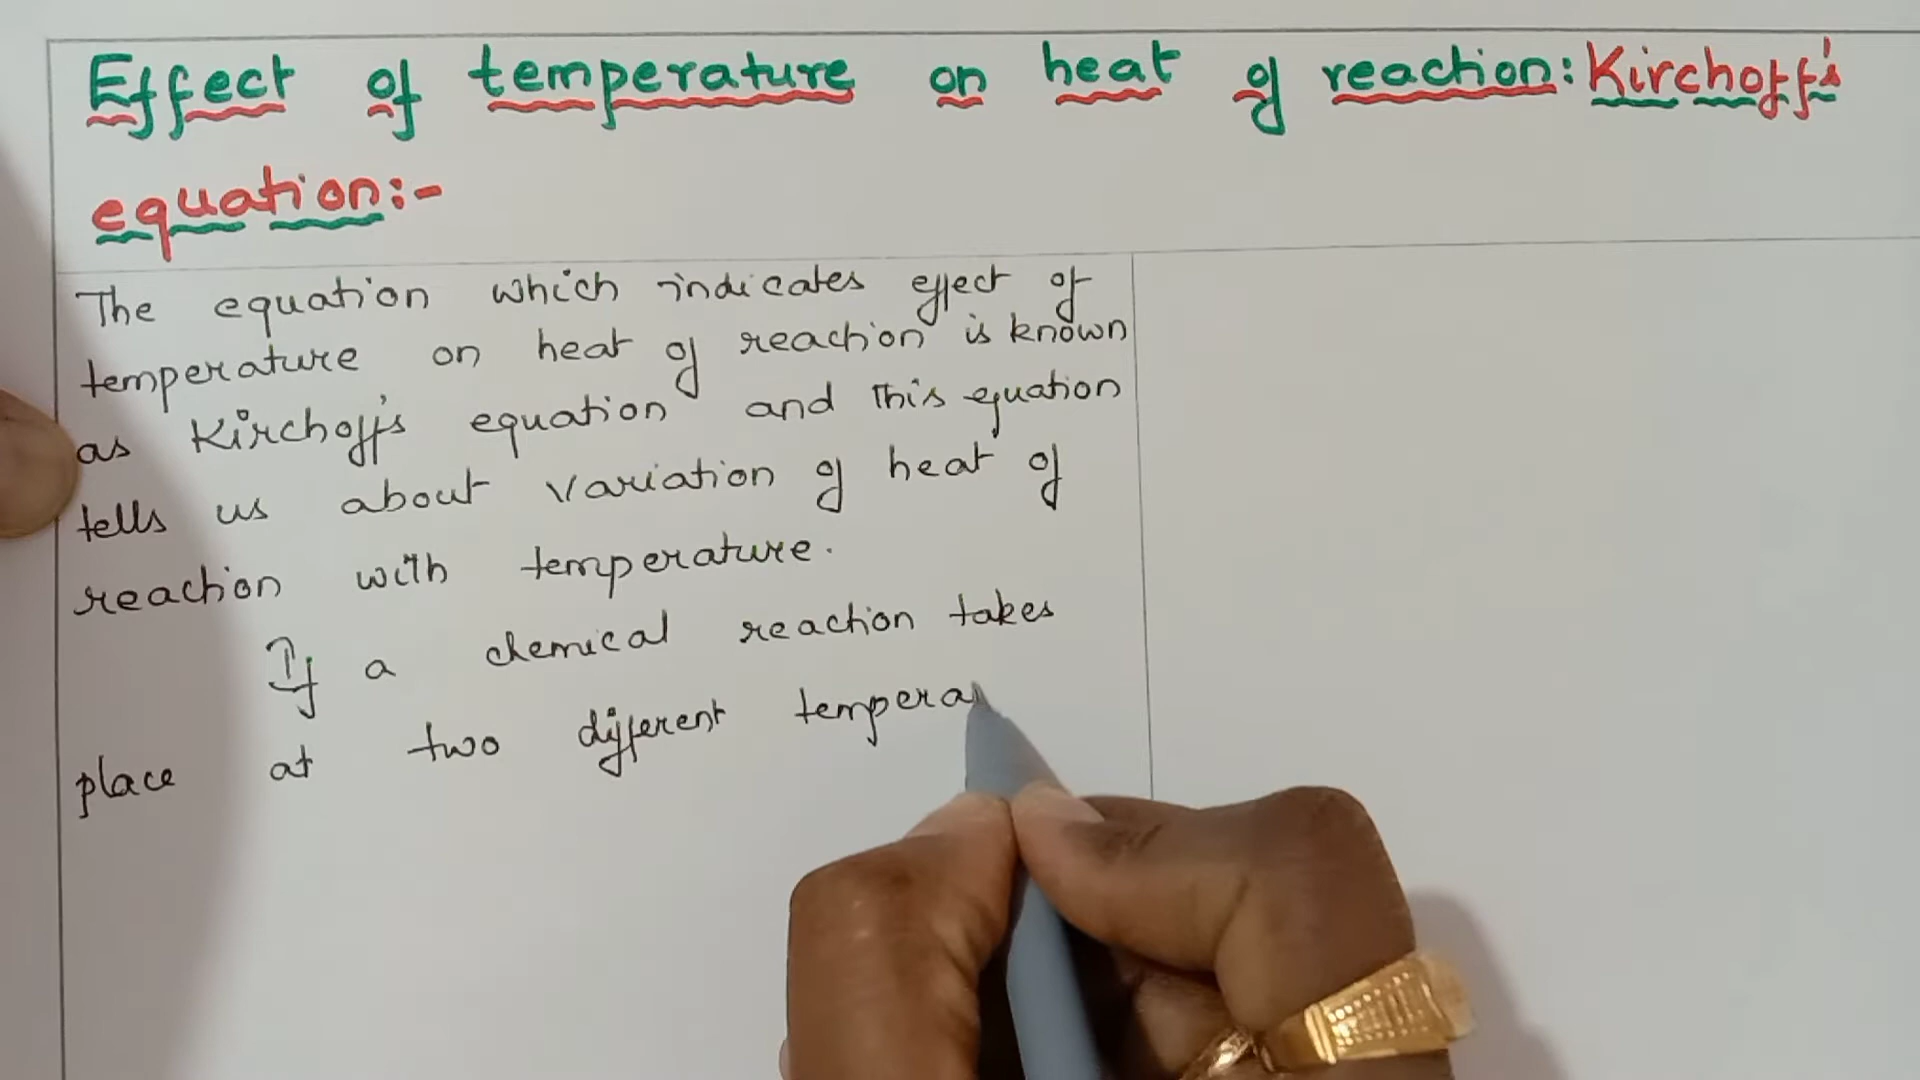 Effect of temperature on heat of reaction: Kirchoff's
equation:-
The equation which indicates effect of
temperature on heat of reaction is known
as Kirchoff's equation and This equation
tells us about variation of heat of
reaction with temperature.
If a chemical reaction takes
place at two different tempera